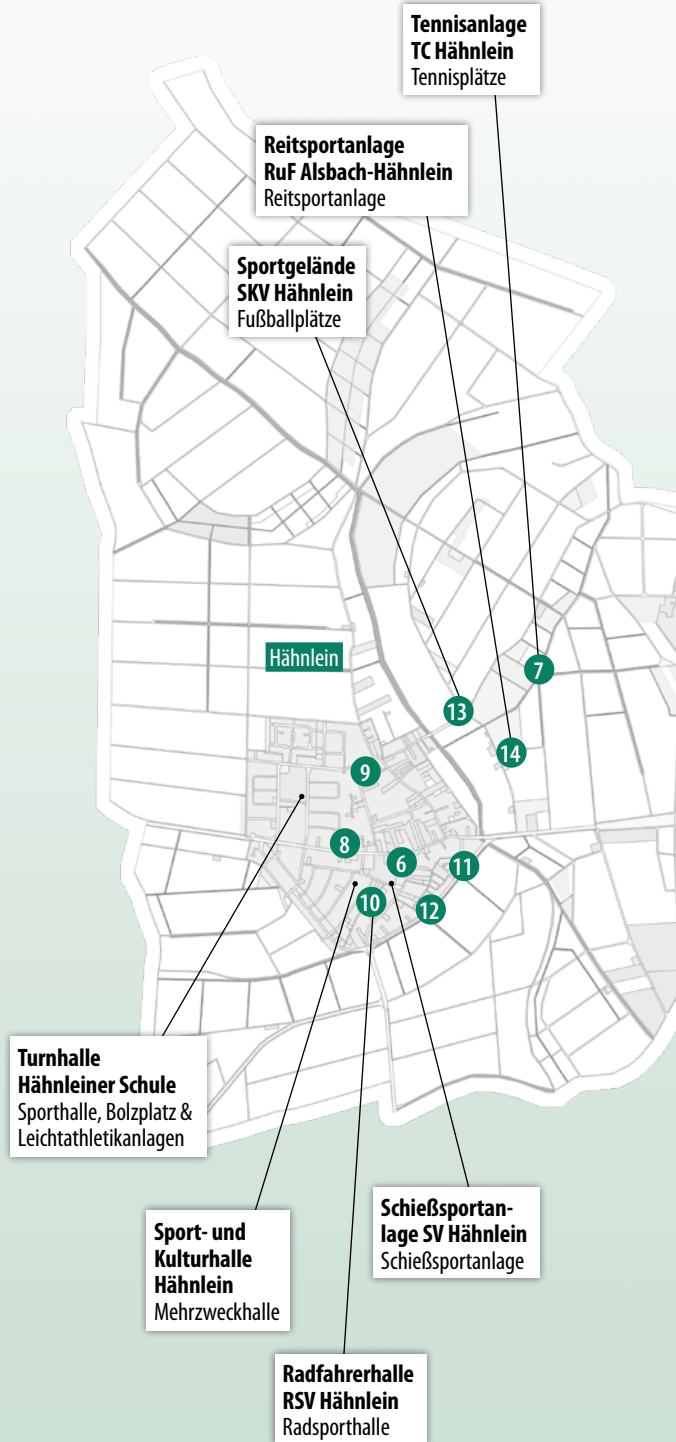 Tennisanlage
TC Hähnlein
Tennisplätze
Reitsportanlage
RuF Alsbach-Hähnlein
Reitsportanlage
Sportgelände
SKV Hähnlein
Fußballplätze
Hähnlein
7
13
14
9
8
6
11
10
12
Turnhalle
Hähnleiner Schule
Sporthalle, Bolzplatz &
Leichtathletikanlagen
Sport- und
Kulturhalle
Hähnlein
Mehrzweckhalle
Schießsportan-
lage SV Hähnlein
Schießsportanlage
Radfahrerhalle
RSV Hähnlein
Radsporthalle